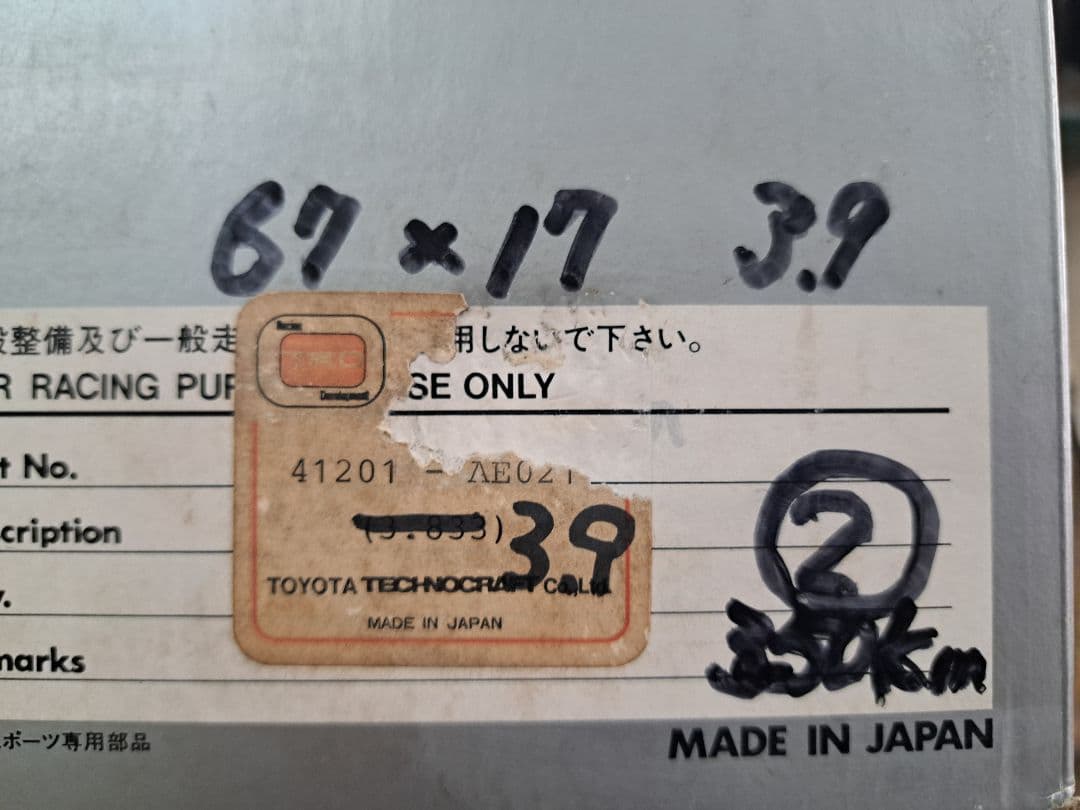 67×17 3.9
整備及び一般走 用しないで下さい。
RACING PUR SE ONLY
No.
41201 - AE021
cription
(3.833) 3.9
TOYOTA TECHNOCRAFT Co., Ltd.
MADE IN JAPAN
②
marks
Km
ポーツ専用部品
MADE IN JAPAN